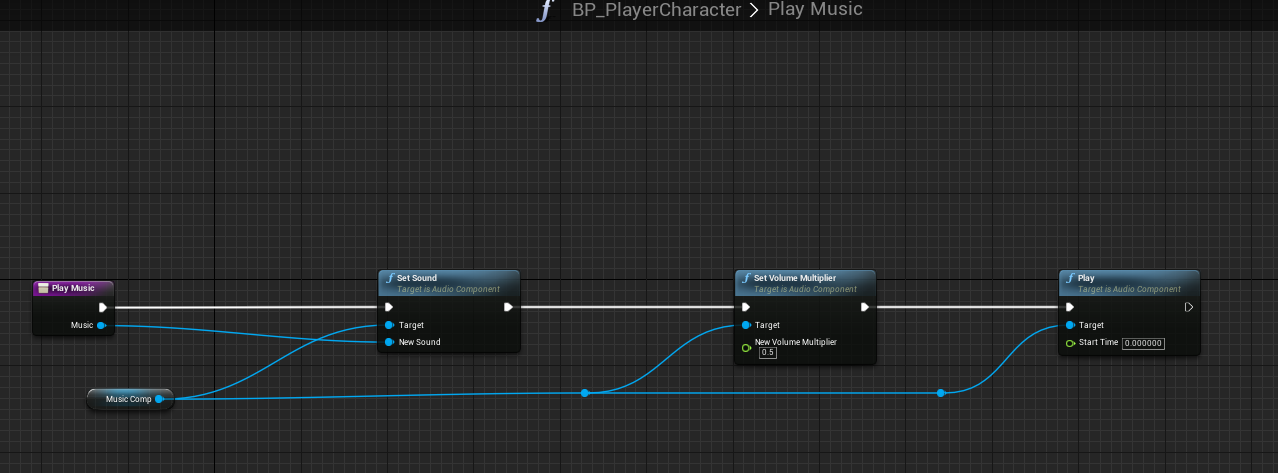 BP_PlayerCharacter > Play Music
Play Music
Music
Music Comp
Set Sound
Target is Audio Component
Target
New Sound
Set Volume Multiplier
Target is Audio Component
Target
New Volume Multiplier
0.5
Play
Target is Audio Component
Target
Start Time 0.000000